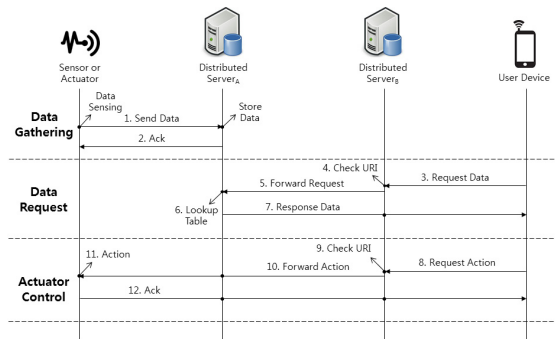 Sensor or
Actuator
Distributed
Server_A
Distributed
Server_B
User Device
Data
Gathering
Data
Sensing
1. Send Data
Store
Data
2. Ack
Data
Request
3. Request Data
4. Check URI
5. Forward Request
6. Lookup
Table
7. Response Data
Actuator
Control
8. Request Action
9. Check URI
10. Forward Action
11. Action
12. Ack